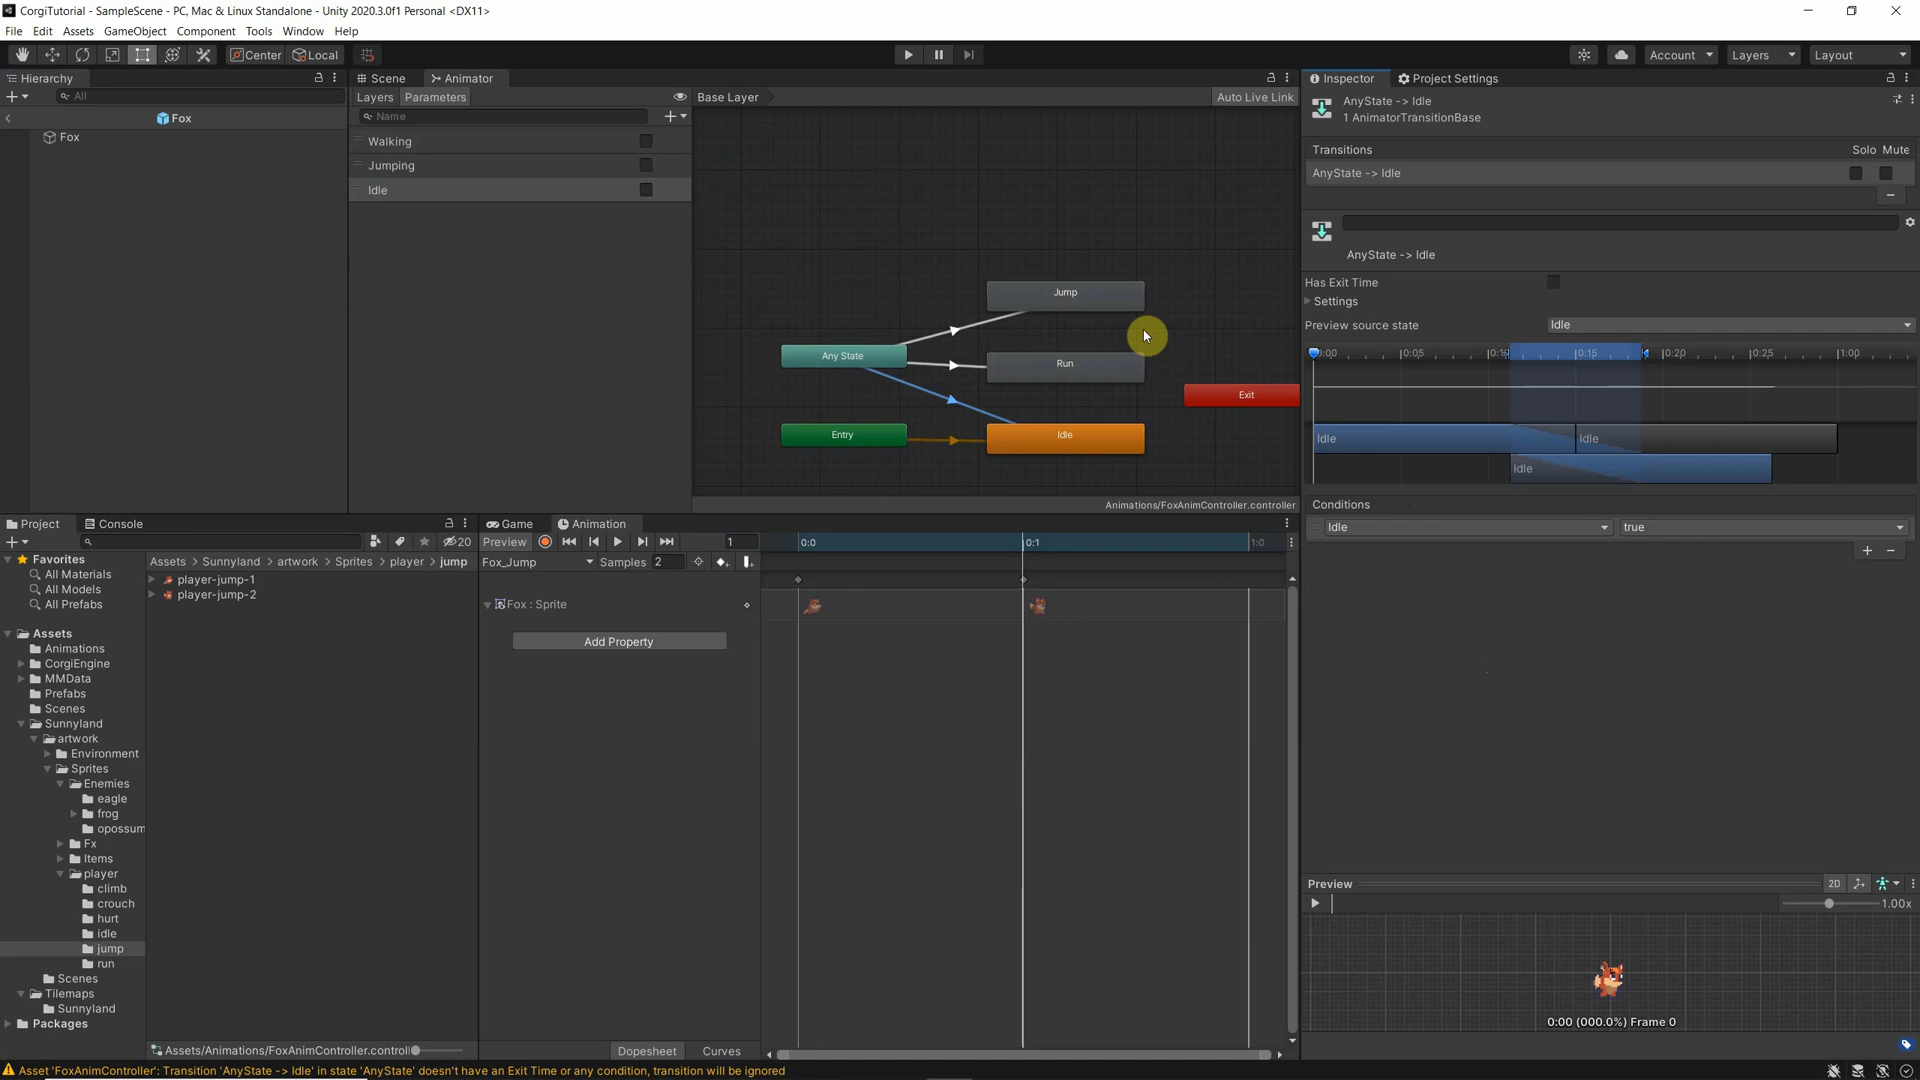 CorgiTutorial - SampleScene - PC, Mac & Linux Standalone - Unity 2020.3.0f1 Personal <DX11>
File Edit Assets GameObject Component Tools Window Help
Center Local Account Layers Layout
Hierarchy
All
Fox
Fox
Scene Animator
Layers Parameters Base Layer Auto Live Link
Name
Walking
Jumping
Idle
Jump
Any State
Run
Exit
Entry
Idle
Animations/FoxAnimController.controller
Inspector Project Settings
AnyState -> Idle
1 AnimatorTransitionBase
Transitions Solo Mute
AnyState -> Idle
AnyState -> Idle
Has Exit Time
Settings
Preview source state Idle
0:05 0:15 0:20 0:25 1:00
Idle Idle
Idle
Conditions
Idle true
Project Console
20
Favorites
All Materials
All Models
All Prefabs
Assets
Animations
CorgiEngine
MMData
Prefabs
Scenes
Sunnyland
artwork
Environment
Sprites
Enemies
eagle
frog
opossum
Fx
Items
player
climb
crouch
hurt
idle
jump
run
Scenes
Tilemaps
Sunnyland
Packages
Assets Sunnyland artwork Sprites player jump
player-jump-1
player-jump-2
Assets/Animations/FoxAnimController.controll
Game Animation
Preview 1 0:0 0:1 1:0
Fox_Jump Samples 2
Fox : Sprite
Add Property
Dopesheet Curves
Preview 2D
1.00x
0:00 (000.0%) Frame 0
Asset 'FoxAnimController': Transition 'AnyState -> Idle' in state 'AnyState' doesn't have an Exit Time or any condition, transition will be ignored